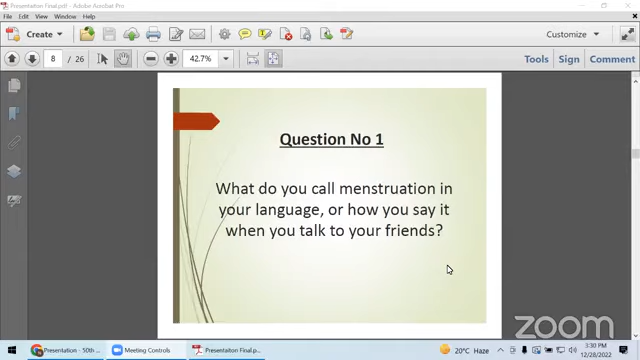 Presentation Final.pdf - Adobe Acrobat Pro
File Edit View Window Help
Create
Customize
8 / 26
42.7%
Tools Sign Comment
Question No 1
What do you call menstruation in
your language, or how you say it
when you talk to your friends?
zoom
Presentation - 50th ...
Meeting Controls
Presentaiton Final.p...
20°C Haze
3:30 PM
12/28/2022